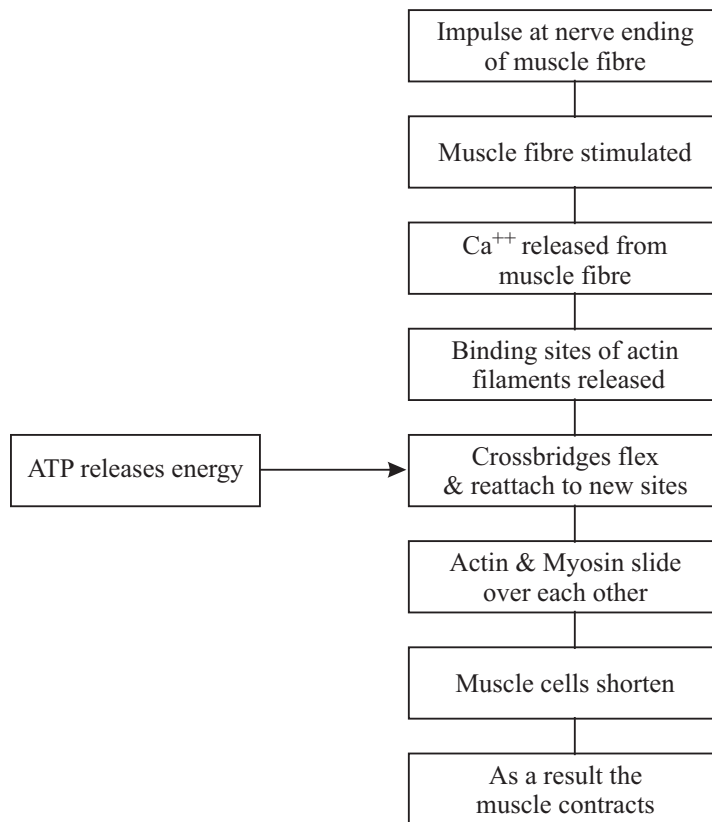 Impulse at nerve ending
of muscle fibre
Muscle fibre stimulated
Ca⁺⁺ released from
muscle fibre
Binding sites of actin
filaments released
ATP releases energy
Crossbridges flex
& reattach to new sites
Actin & Myosin slide
over each other
Muscle cells shorten
As a result the
muscle contracts